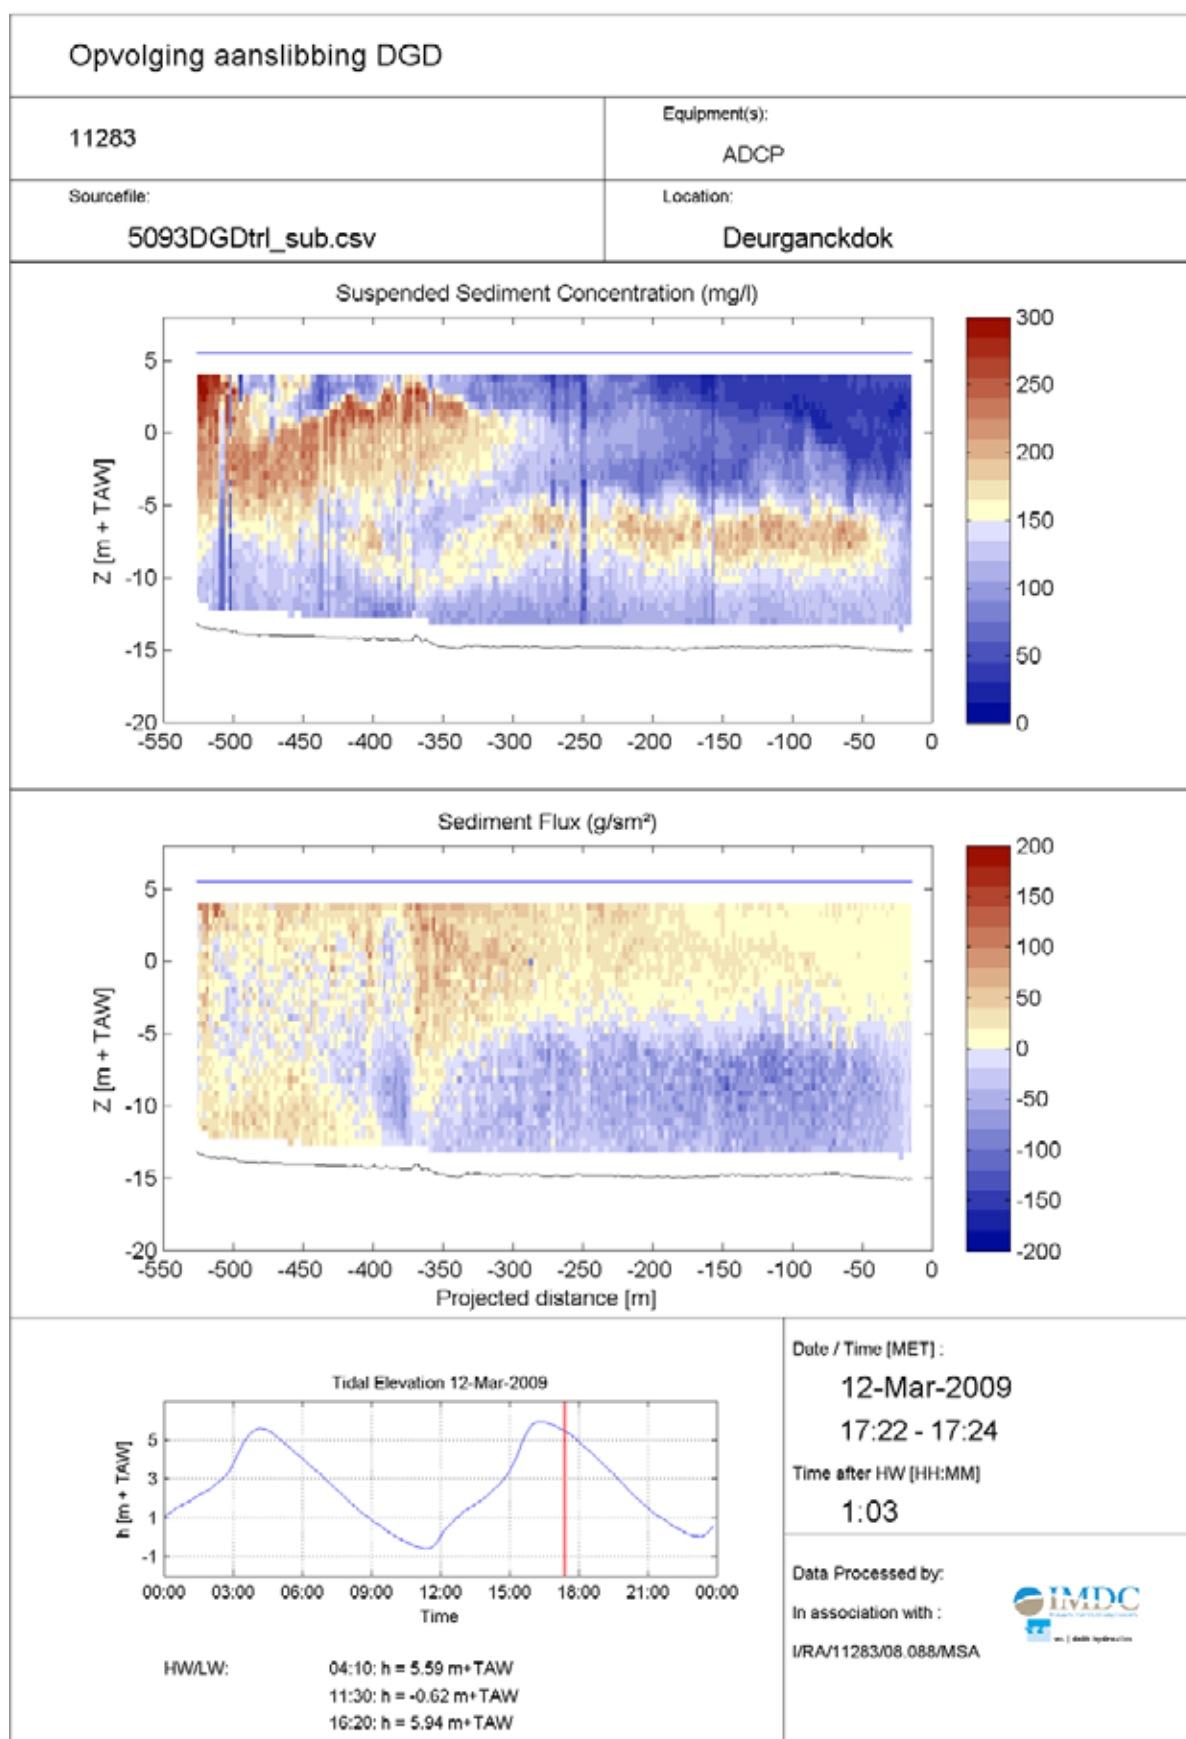 Opvolging aanslibbing DGD
11283
Equipment(s):
ADCP
Sourcefile:
5093DGDtrl_sub.csv
Location:
Deurganckdok
Suspended Sediment Concentration (mg/l)
5
0
-5
-10
-15
-20
Z [m + TAW]
-550 -500 -450 -400 -350 -300 -250 -200 -150 -100 -50 0
300
250
200
150
100
50
0
Sediment Flux (g/sm²)
5
0
-5
-10
-15
-20
Z [m + TAW]
-550 -500 -450 -400 -350 -300 -250 -200 -150 -100 -50 0
Projected distance [m]
200
150
100
50
0
-50
-100
-150
-200
Tidal Elevation 12-Mar-2009
5
3
1
-1
h [m + TAW]
00:00 03:00 06:00 09:00 12:00 15:00 18:00 21:00 00:00
Time
HW/LW:
04:10: h = 5.59 m+TAW
11:30: h = -0.62 m+TAW
16:20: h = 5.94 m+TAW
Date / Time [MET] :
12-Mar-2009
17:22 - 17:24
Time after HW [HH:MM]
1:03
Data Processed by:
IMDC
In association with :
wl | delft hydraulics
I/RA/11283/08.088/MSA